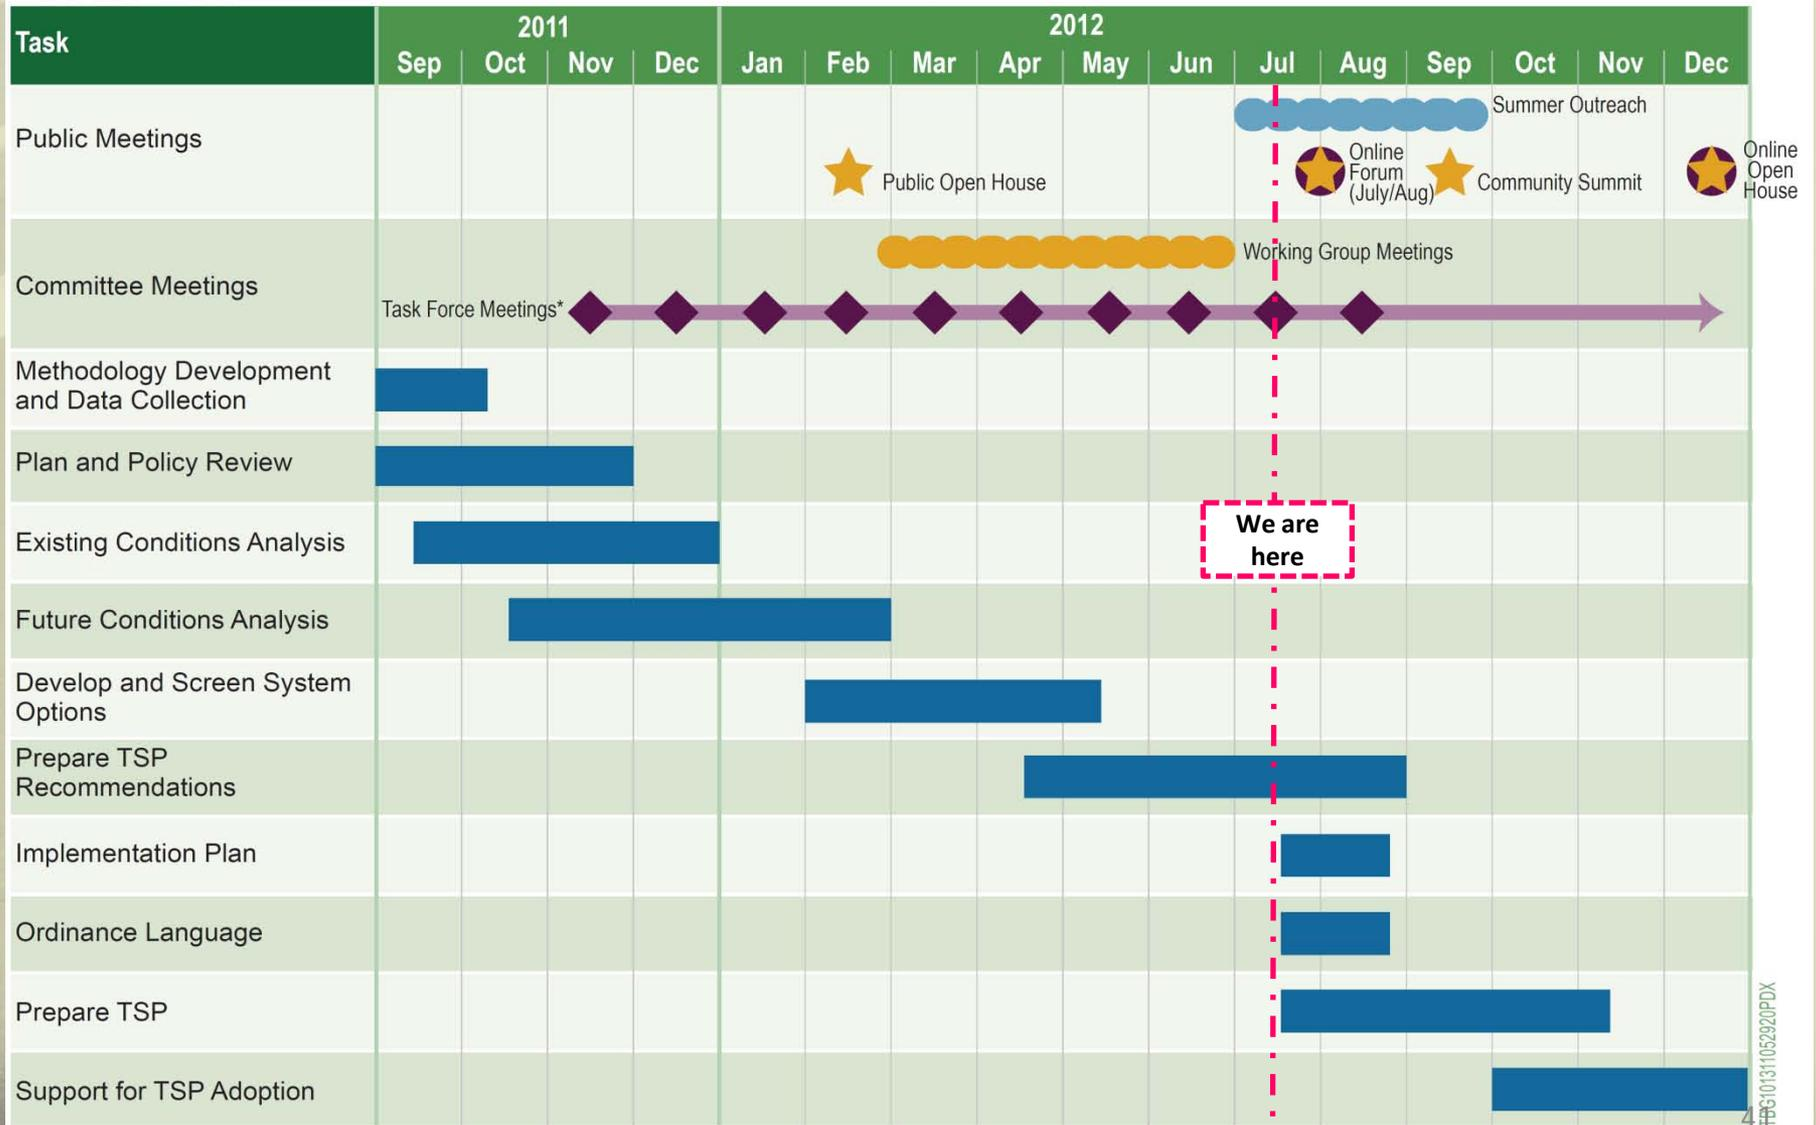 Task
2011
2012
Sep Oct Nov Dec Jan Feb Mar Apr May Jun Jul Aug Sep Oct Nov Dec
Public Meetings
Summer Outreach
Public Open House
Online
Forum
(July/Aug)
Community Summit
Online
Open
House
Committee Meetings
Working Group Meetings
Task Force Meetings*
Methodology Development
and Data Collection
Plan and Policy Review
Existing Conditions Analysis
We are
here
Future Conditions Analysis
Develop and Screen System
Options
Prepare TSP
Recommendations
Implementation Plan
Ordinance Language
Prepare TSP
Support for TSP Adoption